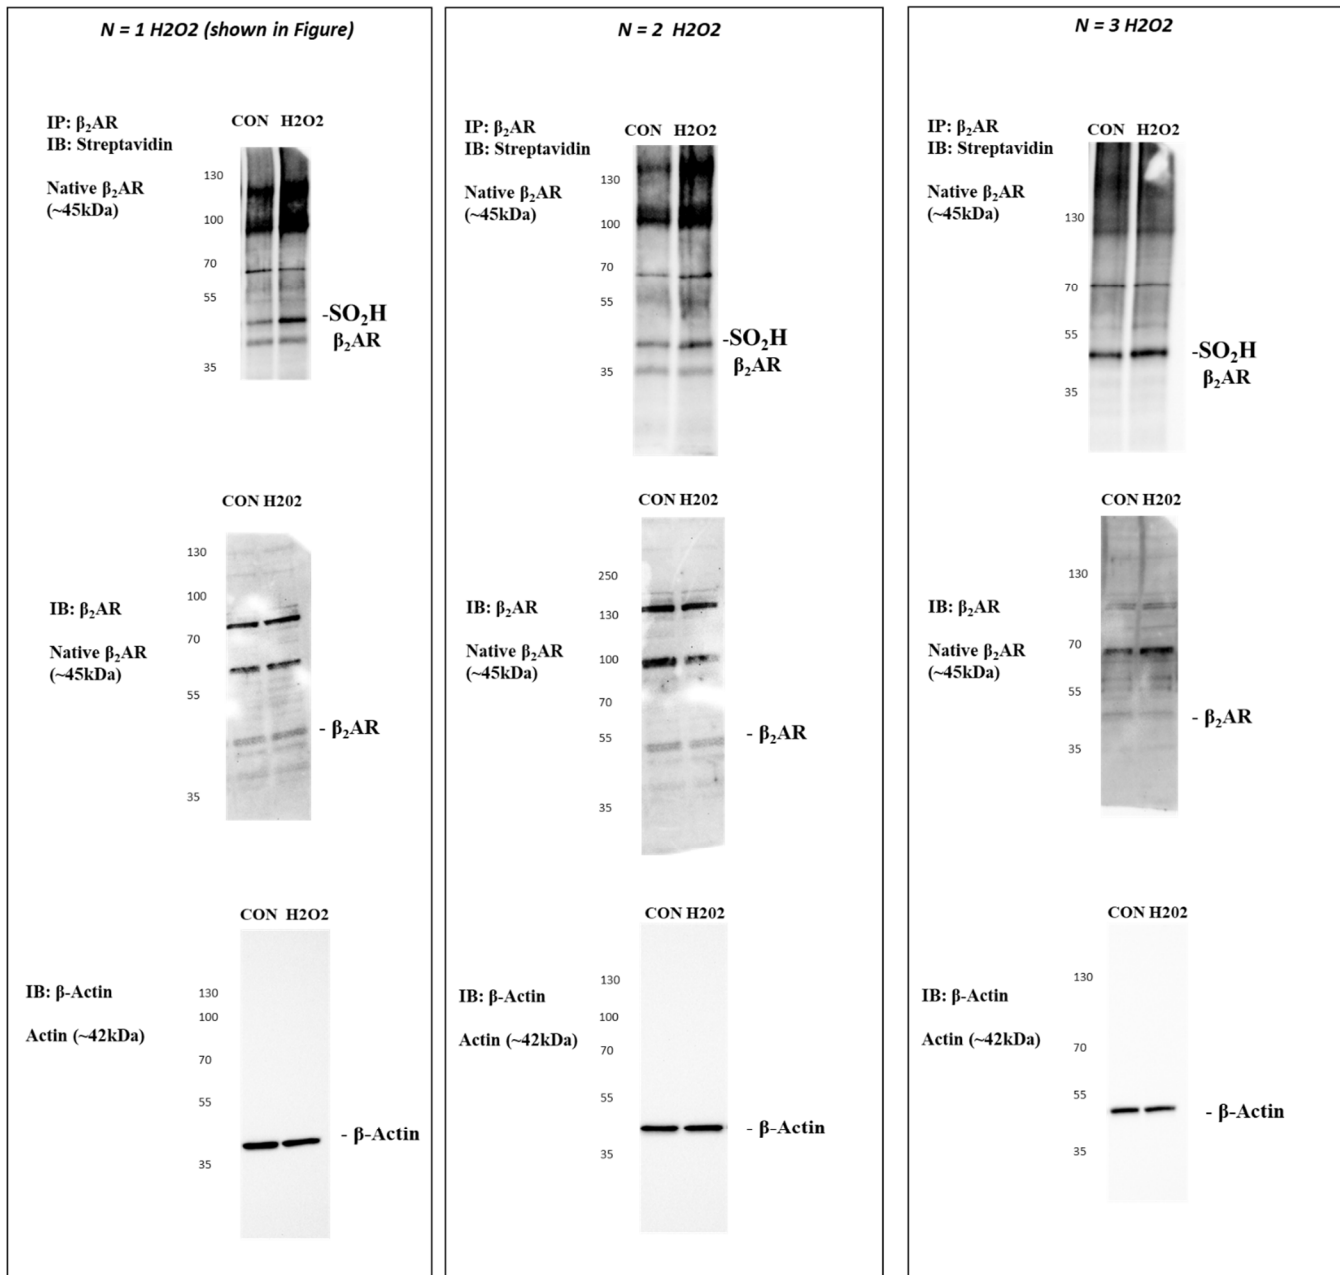 N = 1 H2O2 (shown in Figure)
IP: β₂AR
IB: Streptavidin
Native β₂AR
(~45kDa)
CON H2O2
130
100
70
55
35
-SO₂H
β₂AR
CON H202
IB: β₂AR
Native β₂AR
(~45kDa)
130
100
70
55
35
- β₂AR
CON H2O2
IB: β-Actin
Actin (~42kDa)
130
100
70
55
35
- β-Actin
N = 2 H2O2
IP: β₂AR
IB: Streptavidin
Native β₂AR
(~45kDa)
CON H2O2
130
100
70
55
35
-SO₂H
β₂AR
CON H202
IB: β₂AR
Native β₂AR
(~45kDa)
250
130
100
70
55
35
- β₂AR
CON H202
IB: β-Actin
Actin (~42kDa)
130
100
70
55
35
- β-Actin
N = 3 H2O2
IP: β₂AR
IB: Streptavidin
Native β₂AR
(~45kDa)
CON H2O2
130
70
55
35
-SO₂H
β₂AR
CON H202
IB: β₂AR
Native β₂AR
(~45kDa)
130
70
55
35
- β₂AR
CON H202
IB: β-Actin
Actin (~42kDa)
130
70
55
35
- β-Actin